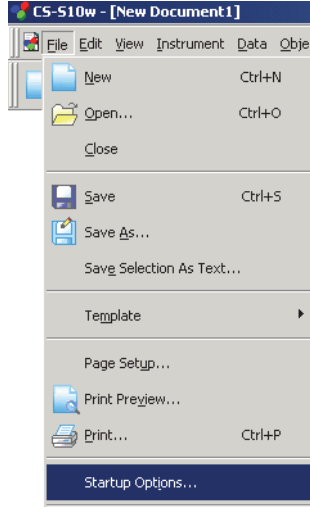 CS-S10w - [New Document1]
File Edit View Instrument Data Obje
New Ctrl+N
Open... Ctrl+O
Close
Save Ctrl+S
Save As...
Save Selection As Text...
Template
Page Setup...
Print Preview...
Print... Ctrl+P
Startup Options...